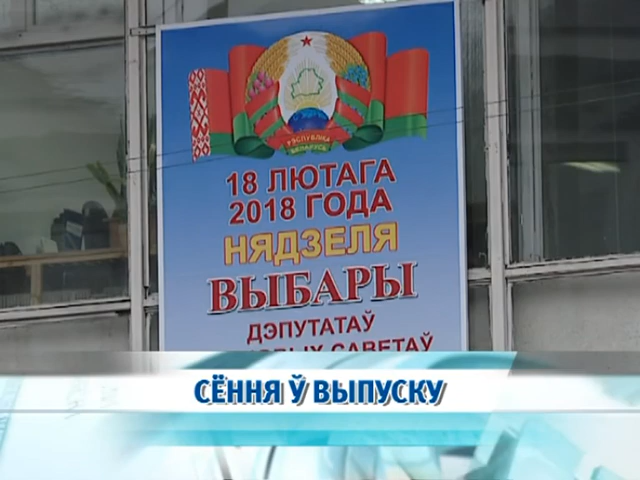 РЭСПУБЛІКА
БЕЛАРУСЬ
18 ЛЮТАГА
2018 ГОДА
НЯДЗЕЛЯ
ВЫБАРЫ
ДЭПУТАТАЎ
САВЕТАЎ
СЁННЯ Ў ВЫПУСКУ